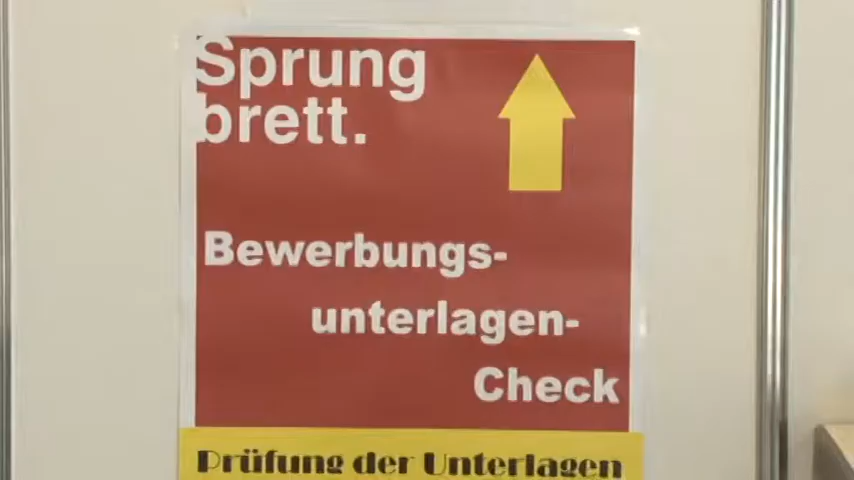 Sprung
brett.
Bewerbungs-
unterlagen-
Check
Prüfung der Unterlagen